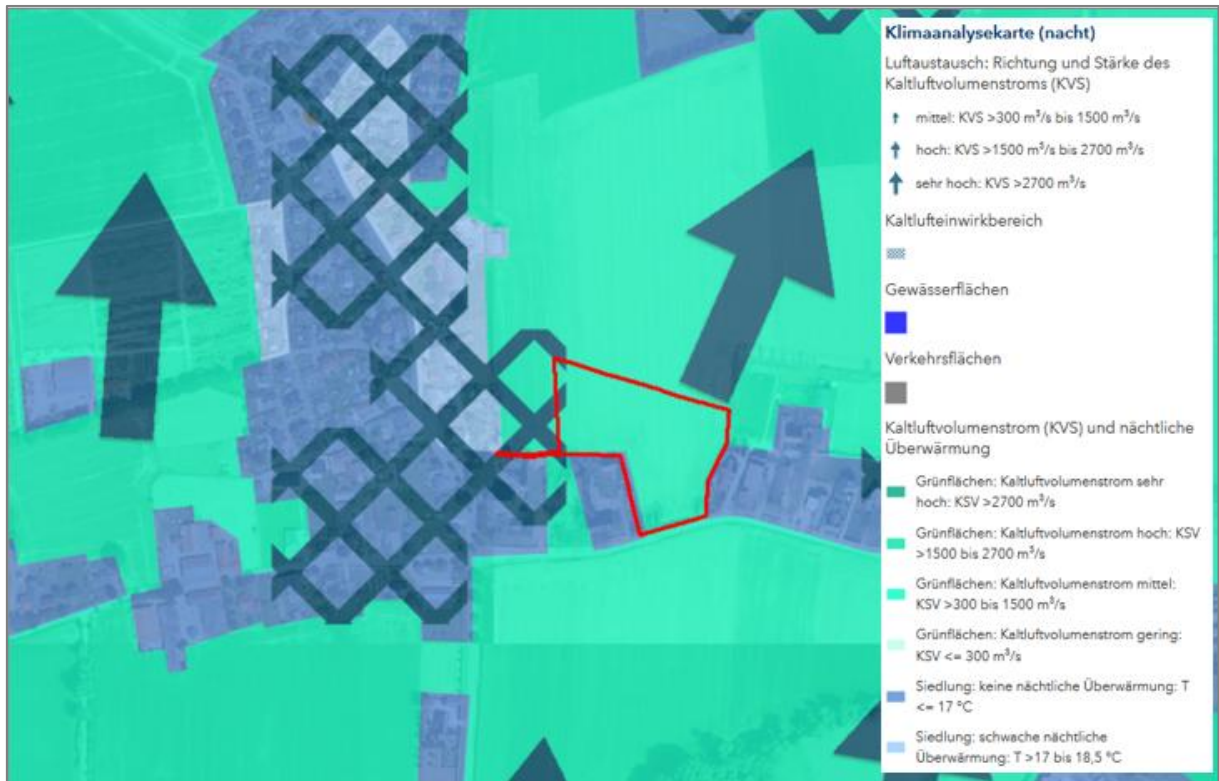 Klimaanalysekarte (nacht)
Luftaustausch: Richtung und Stärke des
Kaltluftvolumenstroms (KVS)
mittel: KVS >300 m³/s bis 1500 m³/s
hoch: KVS >1500 m³/s bis 2700 m³/s
sehr hoch: KVS >2700 m³/s
Kaltlufteinwirkbereich
Gewässerflächen
Verkehrsflächen
Kaltluftvolumenstrom (KVS) und nächtliche
Überwärmung
Grünflächen: Kaltluftvolumenstrom sehr
hoch: KSV >2700 m³/s
Grünflächen: Kaltluftvolumenstrom hoch: KSV
>1500 bis 2700 m³/s
Grünflächen: Kaltluftvolumenstrom mittel:
KSV >300 bis 1500 m³/s
Grünflächen: Kaltluftvolumenstrom gering:
KSV <= 300 m³/s
Siedlung: keine nächtliche Überwärmung: T
<= 17 °C
Siedlung: schwache nächtliche
Überwärmung: T >17 bis 18,5 °C